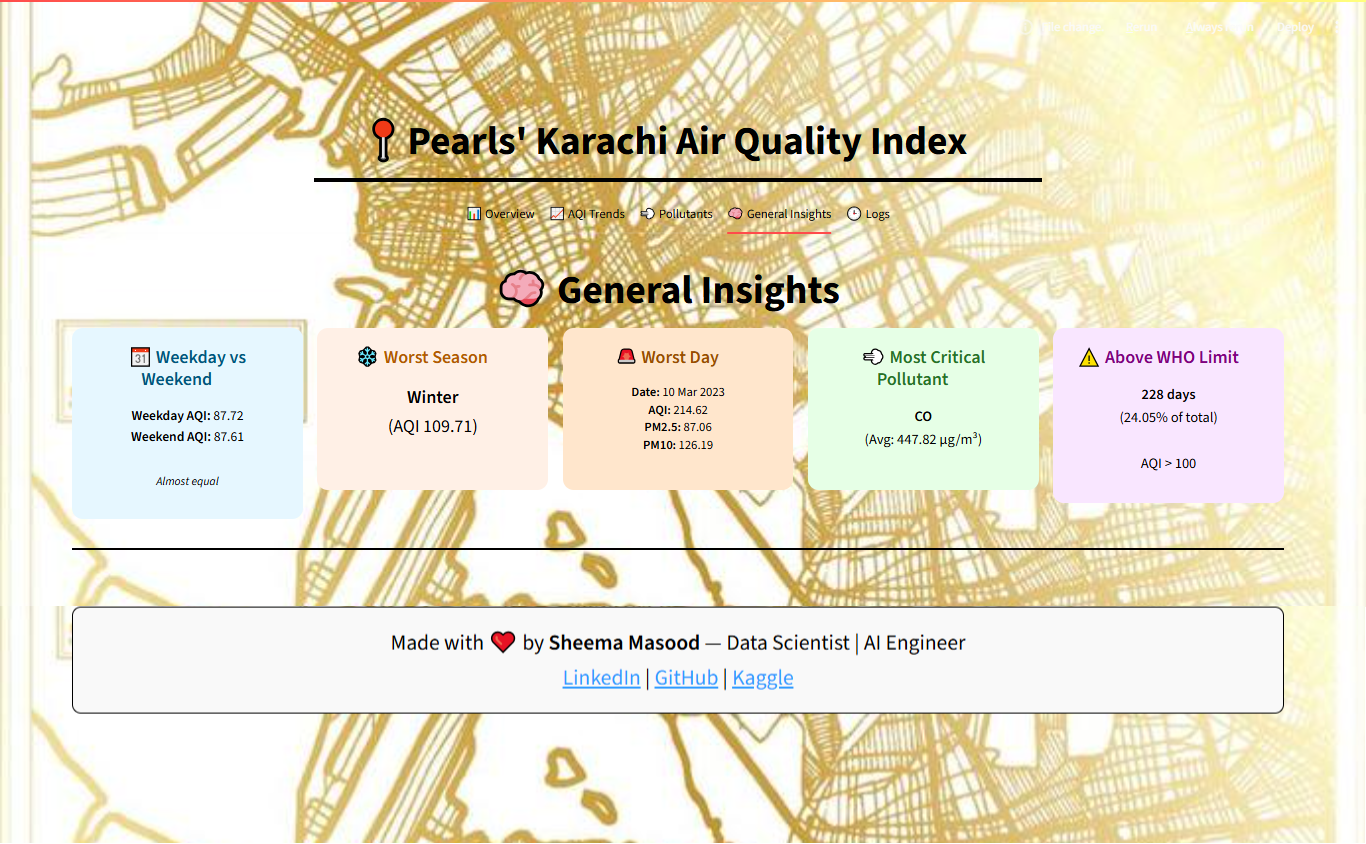 Pearls' Karachi Air Quality Index
Overview
AQI Trends
Pollutants
General Insights
Logs
General Insights
31 Weekday vs
Weekend
Weekday AQI: 87.72
Weekend AQI: 87.61
Almost equal
Worst Season
Winter
(AQI 109.71)
Worst Day
Date: 10 Mar 2023
AQI: 214.62
PM2.5: 87.06
PM10: 126.19
Most Critical
Pollutant
CO
(Avg: 447.82 µg/m³)
Above WHO Limit
228 days
(24.05% of total)
AQI > 100
Made with ❤️ by Sheema Masood — Data Scientist | AI Engineer
LinkedIn | GitHub | Kaggle